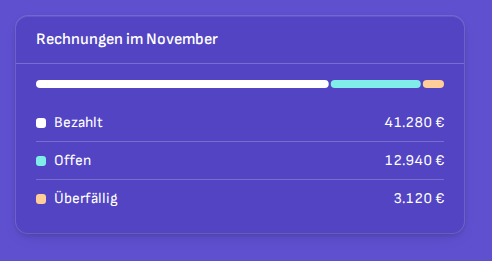 Rechnungen im November
Bezahlt 41.280 €
Offen 12.940 €
Überfällig 3.120 €